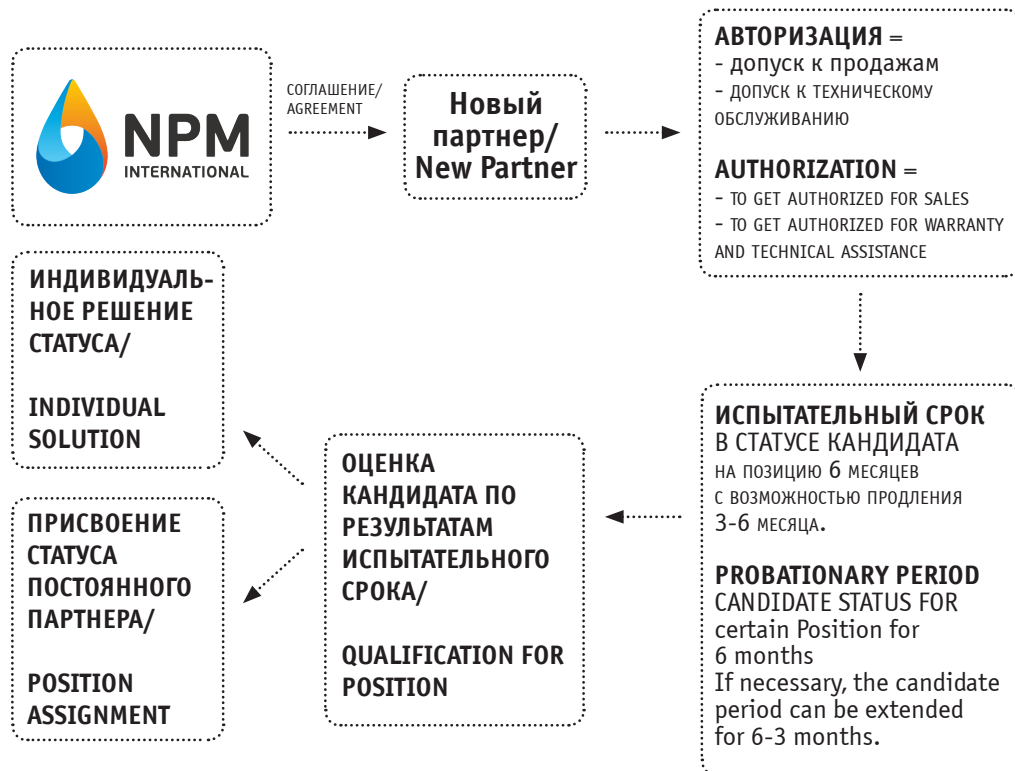 NPM
INTERNATIONAL
СОГЛАШЕНИЕ/
AGREEMENT
Новый
партнер/
New Partner
АВТОРИЗАЦИЯ =
- допуск к продажам
- ДОПУСК К ТЕХНИЧЕСКОМУ
ОБСЛУЖИВАНИЮ
AUTHORIZATION =
- TO GET AUTHORIZED FOR SALES
- TO GET AUTHORIZED FOR WARRANTY
AND TECHNICAL ASSISTANCE
ИСПЫТАТЕЛЬНЫЙ СРОК
В СТАТУСЕ КАНДИДАТА
НА ПОЗИЦИЮ 6 МЕСЯЦЕВ
С ВОЗМОЖНОСТЬЮ ПРОДЛЕНИЯ
3-6 МЕСЯЦА.
PROBATIONARY PERIOD
CANDIDATE STATUS FOR
certain Position for
6 months
If necessary, the candidate
period can be extended
for 6-3 months.
ОЦЕНКА
КАНДИДАТА ПО
РЕЗУЛЬТАТАМ
ИСПЫТАТЕЛЬНОГО
СРОКА/
QUALIFICATION FOR
POSITION
ИНДИВИДУАЛЬ-
НОЕ РЕШЕНИЕ
СТАТУСА/
INDIVIDUAL
SOLUTION
ПРИСВОЕНИЕ
СТАТУСА
ПОСТОЯННОГО
ПАРТНЕРА/
POSITION
ASSIGNMENT